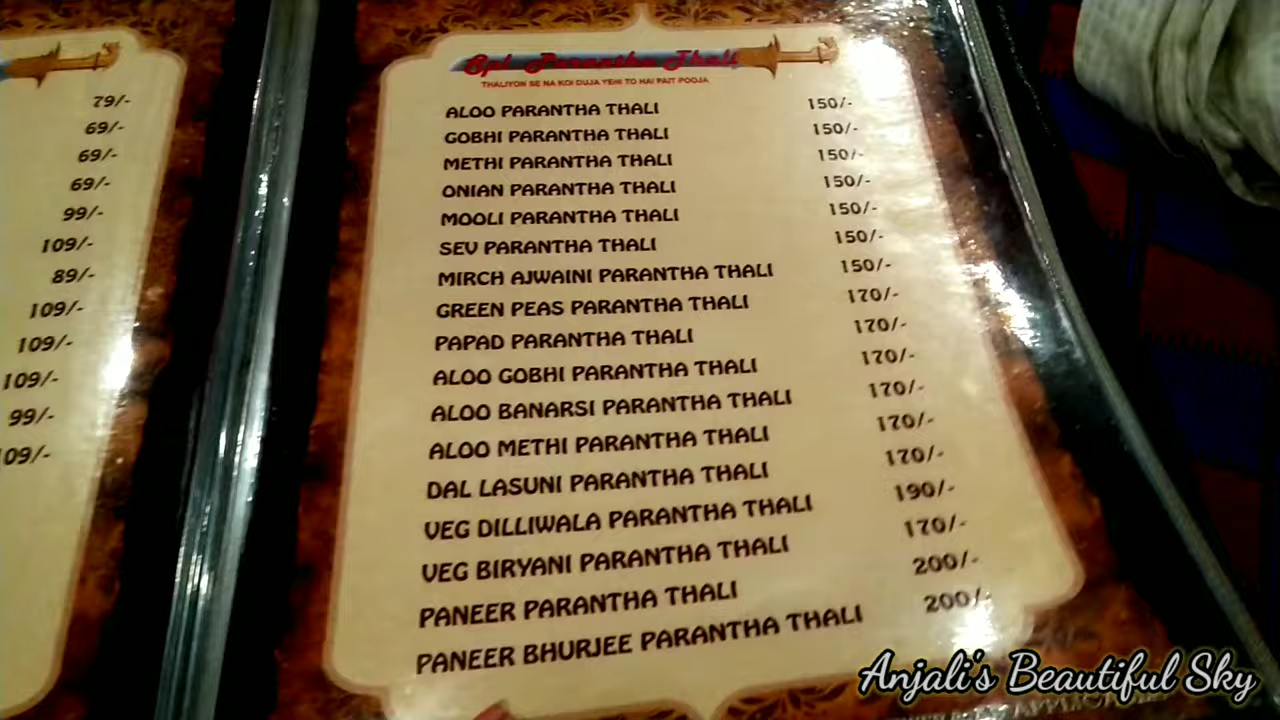 79/-
69/-
69/-
69/-
99/-
109/-
89/-
109/-
109/-
109/-
99/-
09/-
Spl. Parantha Thali
THALIYON SE NA KOI DUJA YEHI TO HAI PAIT POOJA
ALOO PARANTHA THALI 150/-
GOBHI PARANTHA THALI 150/-
METHI PARANTHA THALI 150/-
ONIAN PARANTHA THALI 150/-
MOOLI PARANTHA THALI 150/-
SEV PARANTHA THALI 150/-
MIRCH AJWAINI PARANTHA THALI 150/-
GREEN PEAS PARANTHA THALI 170/-
PAPAD PARANTHA THALI 170/-
ALOO GOBHI PARANTHA THALI 170/-
ALOO BANARSI PARANTHA THALI 170/-
ALOO METHI PARANTHA THALI 170/-
DAL LASUNI PARANTHA THALI 170/-
VEG DILLIWALA PARANTHA THALI 190/-
VEG BIRYANI PARANTHA THALI 170/-
PANEER PARANTHA THALI 200/-
PANEER BHURJEE PARANTHA THALI 200/-
Anjali's Beautiful Sky